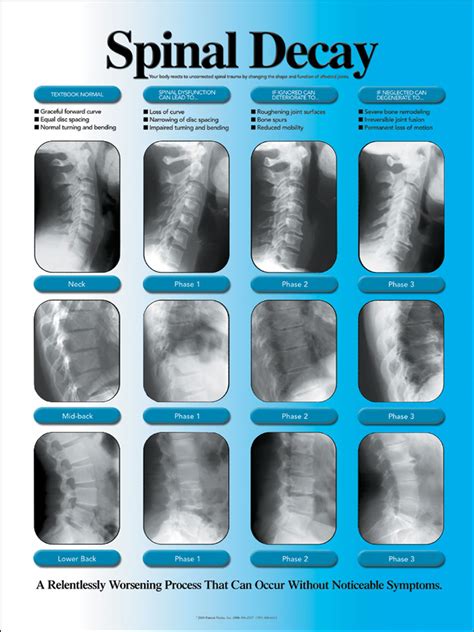 Spinal Decay
Your body reacts to uncorrected spinal trauma by changing the shape and function of affected joints.
TEXTBOOK NORMAL
■ Graceful forward curve
■ Equal disc spacing
■ Normal turning and bending
SPINAL DYSFUNCTION
CAN LEAD TO...
■ Loss of curve
■ Narrowing of disc spacing
■ Impaired turning and bending
IF IGNORED CAN
DETERIORATE TO...
■ Roughening joint surfaces
■ Bone spurs
■ Reduced mobility
IF NEGLECTED CAN
DEGENERATE TO...
■ Severe bone remodeling
■ Irreversible joint fusion
■ Permanent loss of motion
Neck
Phase 1
Phase 2
Phase 3
Mid-back
Phase 1
Phase 2
Phase 3
Lower Back
Phase 1
Phase 2
Phase 3
A Relentlessly Worsening Process That Can Occur Without Noticeable Symptoms.